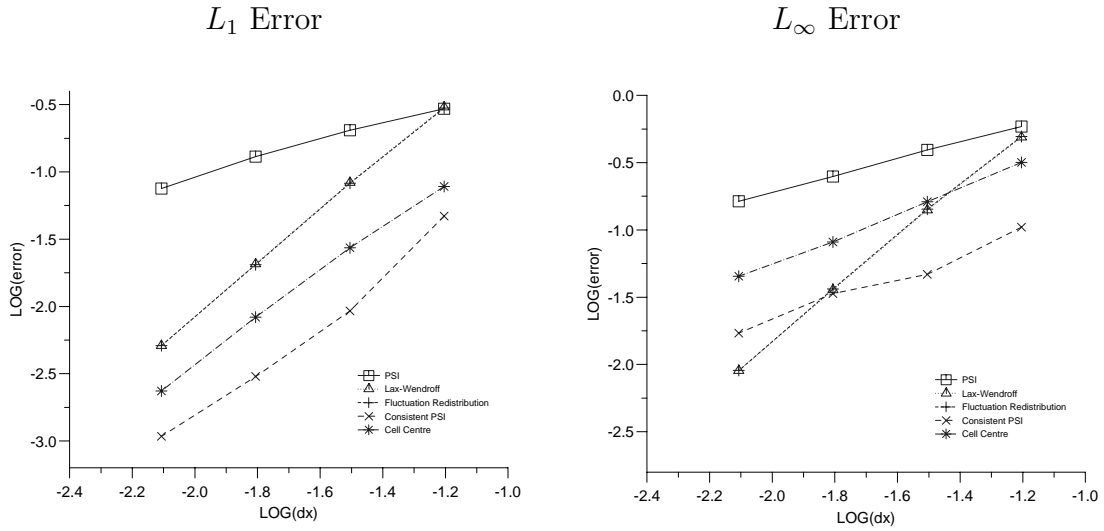 L₁ Error
L∞ Error
-0.5
-1.0
-1.5
-2.0
-2.5
-3.0
LOG(error)
-2.4
-2.2
-2.0
-1.8
-1.6
-1.4
-1.2
-1.0
LOG(dx)
PSI
Lax-Wendroff
Fluctuation Redistribution
Consistent PSI
Cell Centre
0.0
-0.5
-1.0
-1.5
-2.0
-2.5
LOG(error)
-2.4
-2.2
-2.0
-1.8
-1.6
-1.4
-1.2
-1.0
LOG(dx)
PSI
Lax-Wendroff
Fluctuation Redistribution
Consistent PSI
Cell Centre